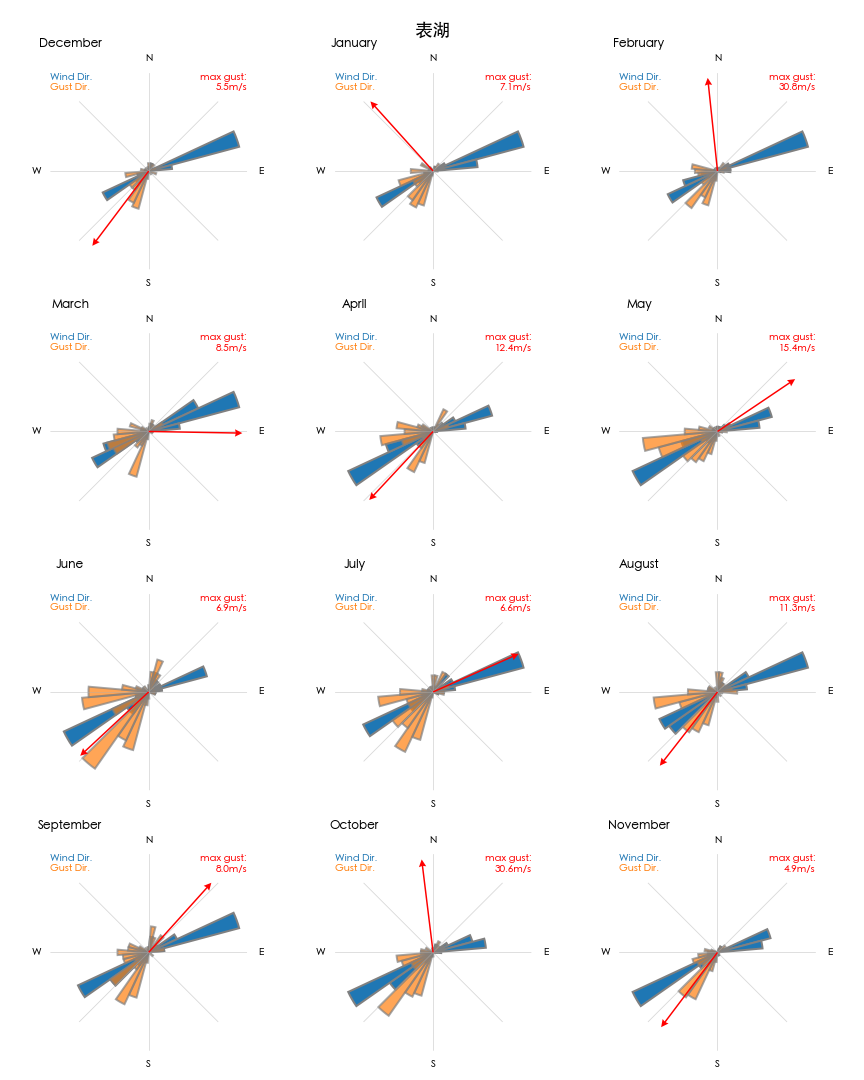 表湖
December
N
Wind Dir.
Gust Dir.
max gust:
5.5m/s
W
E
S
January
N
Wind Dir.
Gust Dir.
max gust:
7.1m/s
W
E
S
February
N
Wind Dir.
Gust Dir.
max gust:
30.8m/s
W
E
S
March
N
Wind Dir.
Gust Dir.
max gust:
8.5m/s
W
E
S
April
N
Wind Dir.
Gust Dir.
max gust:
12.4m/s
W
E
S
May
N
Wind Dir.
Gust Dir.
max gust:
15.4m/s
W
E
S
June
N
Wind Dir.
Gust Dir.
max gust:
6.9m/s
W
E
S
July
N
Wind Dir.
Gust Dir.
max gust:
6.6m/s
W
E
S
August
N
Wind Dir.
Gust Dir.
max gust:
11.3m/s
W
E
S
September
N
Wind Dir.
Gust Dir.
max gust:
8.0m/s
W
E
S
October
N
Wind Dir.
Gust Dir.
max gust:
30.6m/s
W
E
S
November
N
Wind Dir.
Gust Dir.
max gust:
4.9m/s
W
E
S